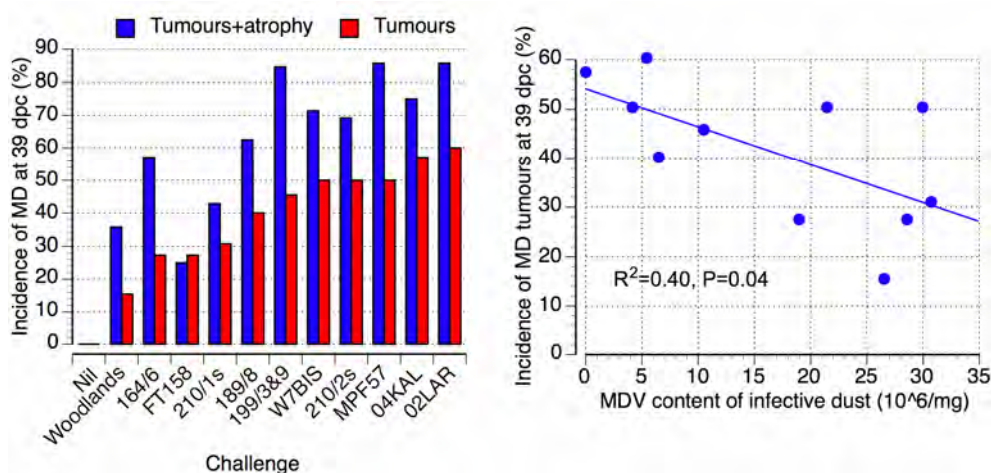 Tumours+atrophy Tumours
Incidence of MD at 39 dpc (%)
90
80
70
60
50
40
30
20
10
0
Nil
Woodlands
164/6
FT158
210/1s
189/8
199/3&9
W7BIS
210/2s
MPF57
04KAL
02LAR
Challenge
Incidence of MD tumours at 39 dpc (%)
60
50
40
30
20
10
0
R²=0.40, P=0.04
0 5 10 15 20 25 30 35
MDV content of infective dust (10^6/mg)